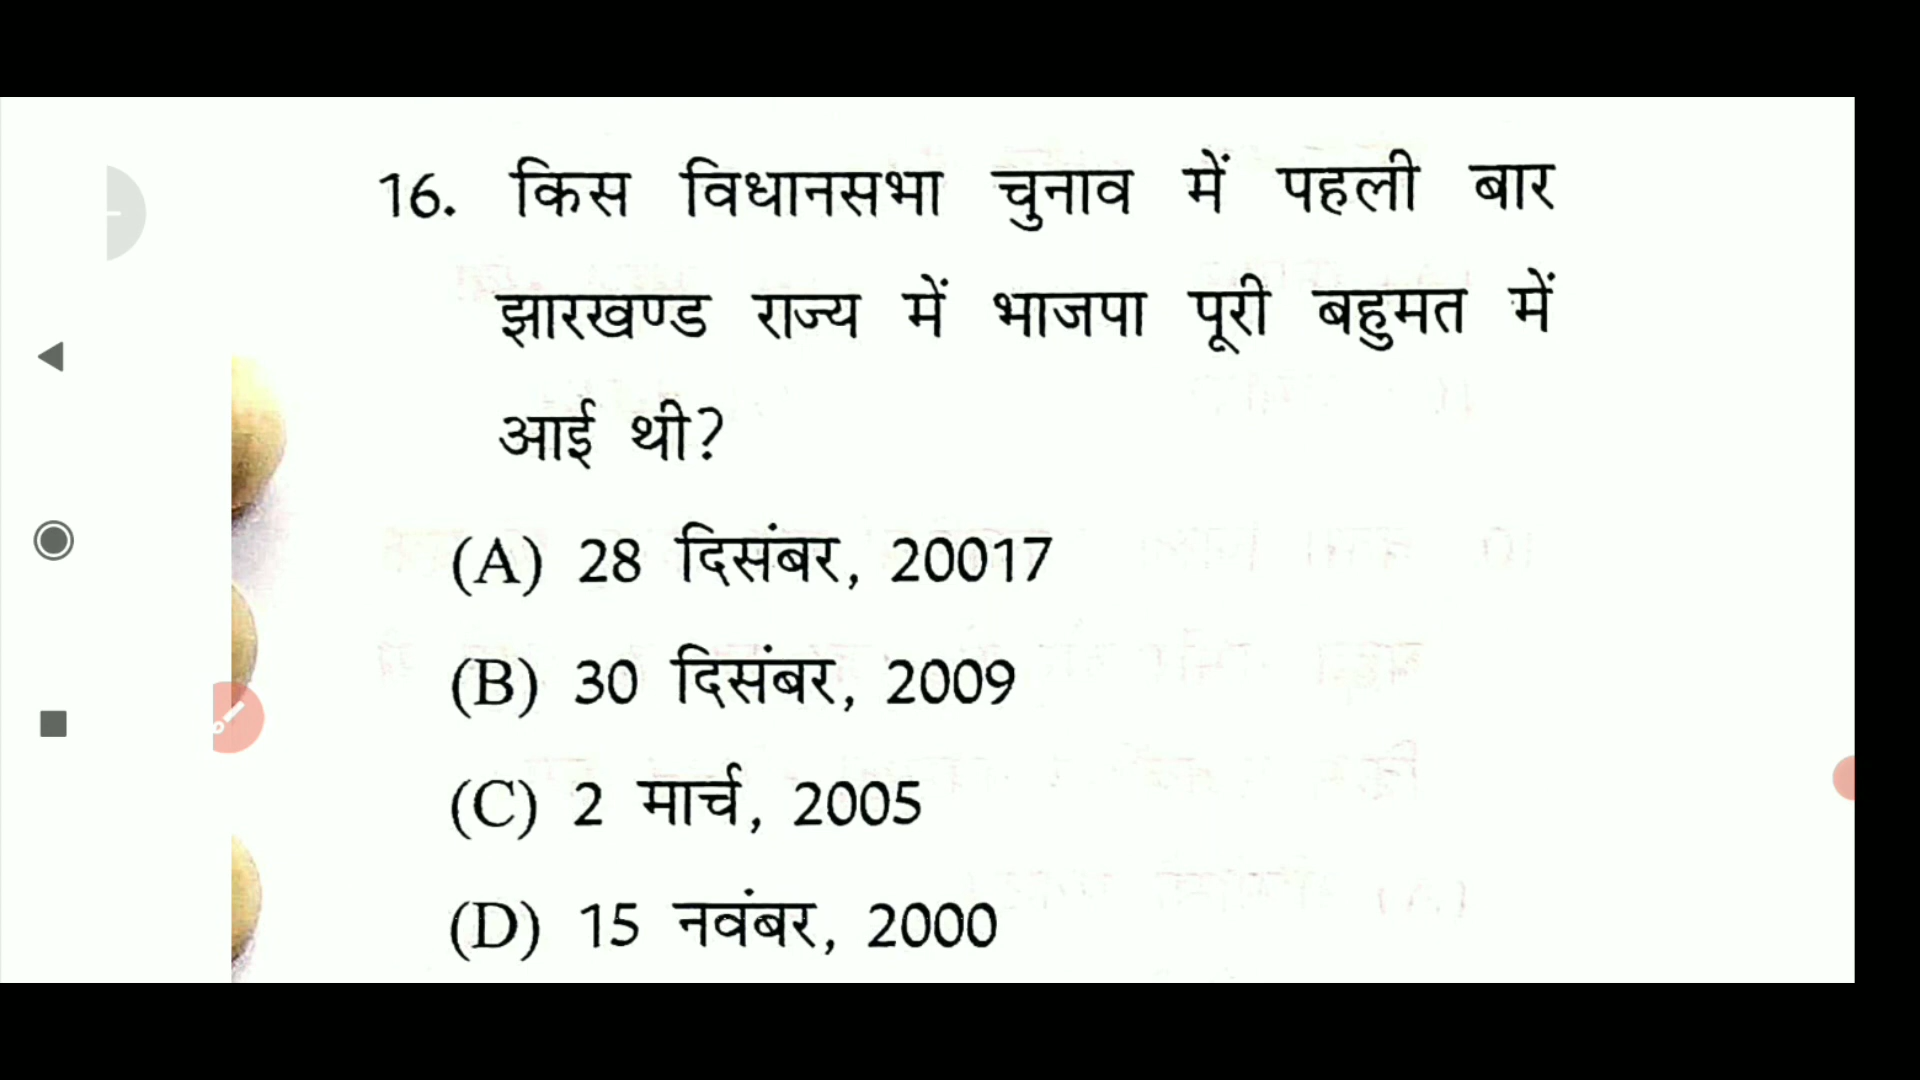 16. किस विधानसभा चुनाव में पहली बार
झारखण्ड राज्य में भाजपा पूरी बहुमत में
आई थी?
(A) 28 दिसंबर, 20017
(B) 30 दिसंबर, 2009
(C) 2 मार्च, 2005
(D) 15 नवंबर, 2000